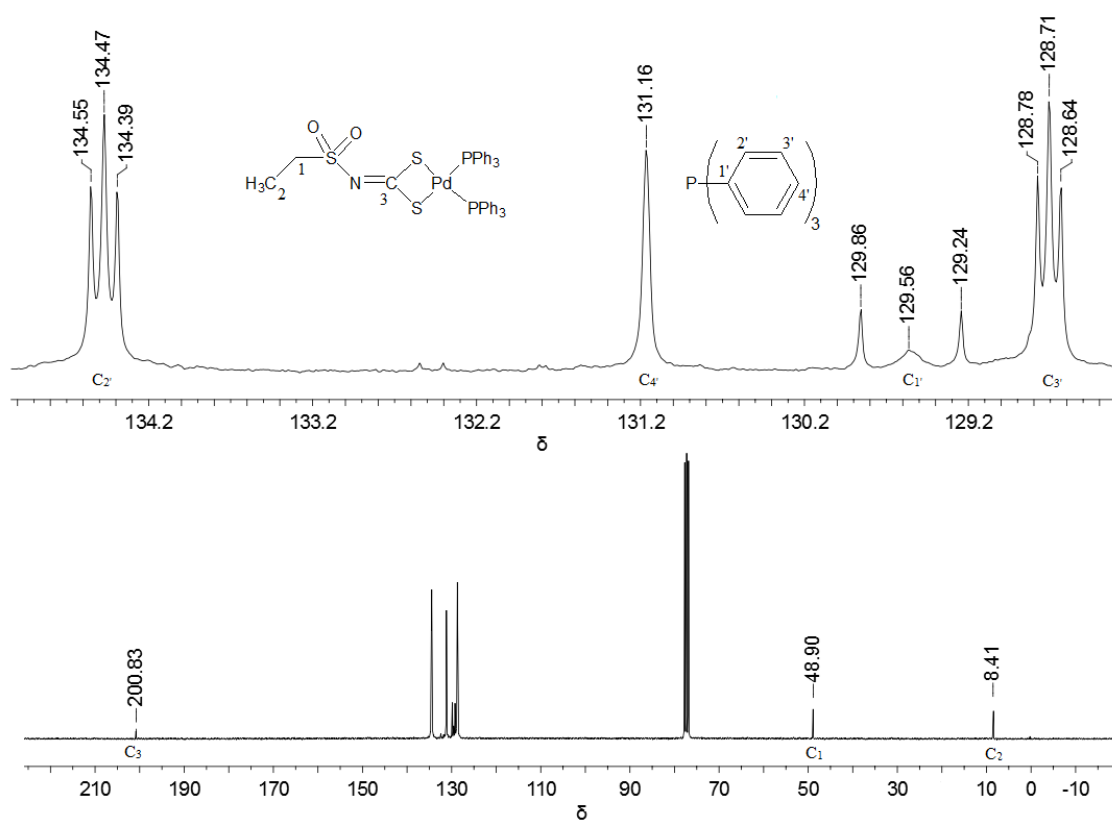 134.55
134.47
134.39
131.16
129.86
129.56
129.24
128.78
128.71
128.64
O
O
S
1
H3C
2
N
3
S
S
Pd
PPh3
PPh3
P
1'
2'
3'
4'
3
C2'
C4'
C1'
C3'
134.2 133.2 132.2 131.2 130.2 129.2
δ
200.83
48.90
8.41
C3
C1
C2
210 190 170 150 130 110 90 70 50 40 30 20 10 0 -10
δ